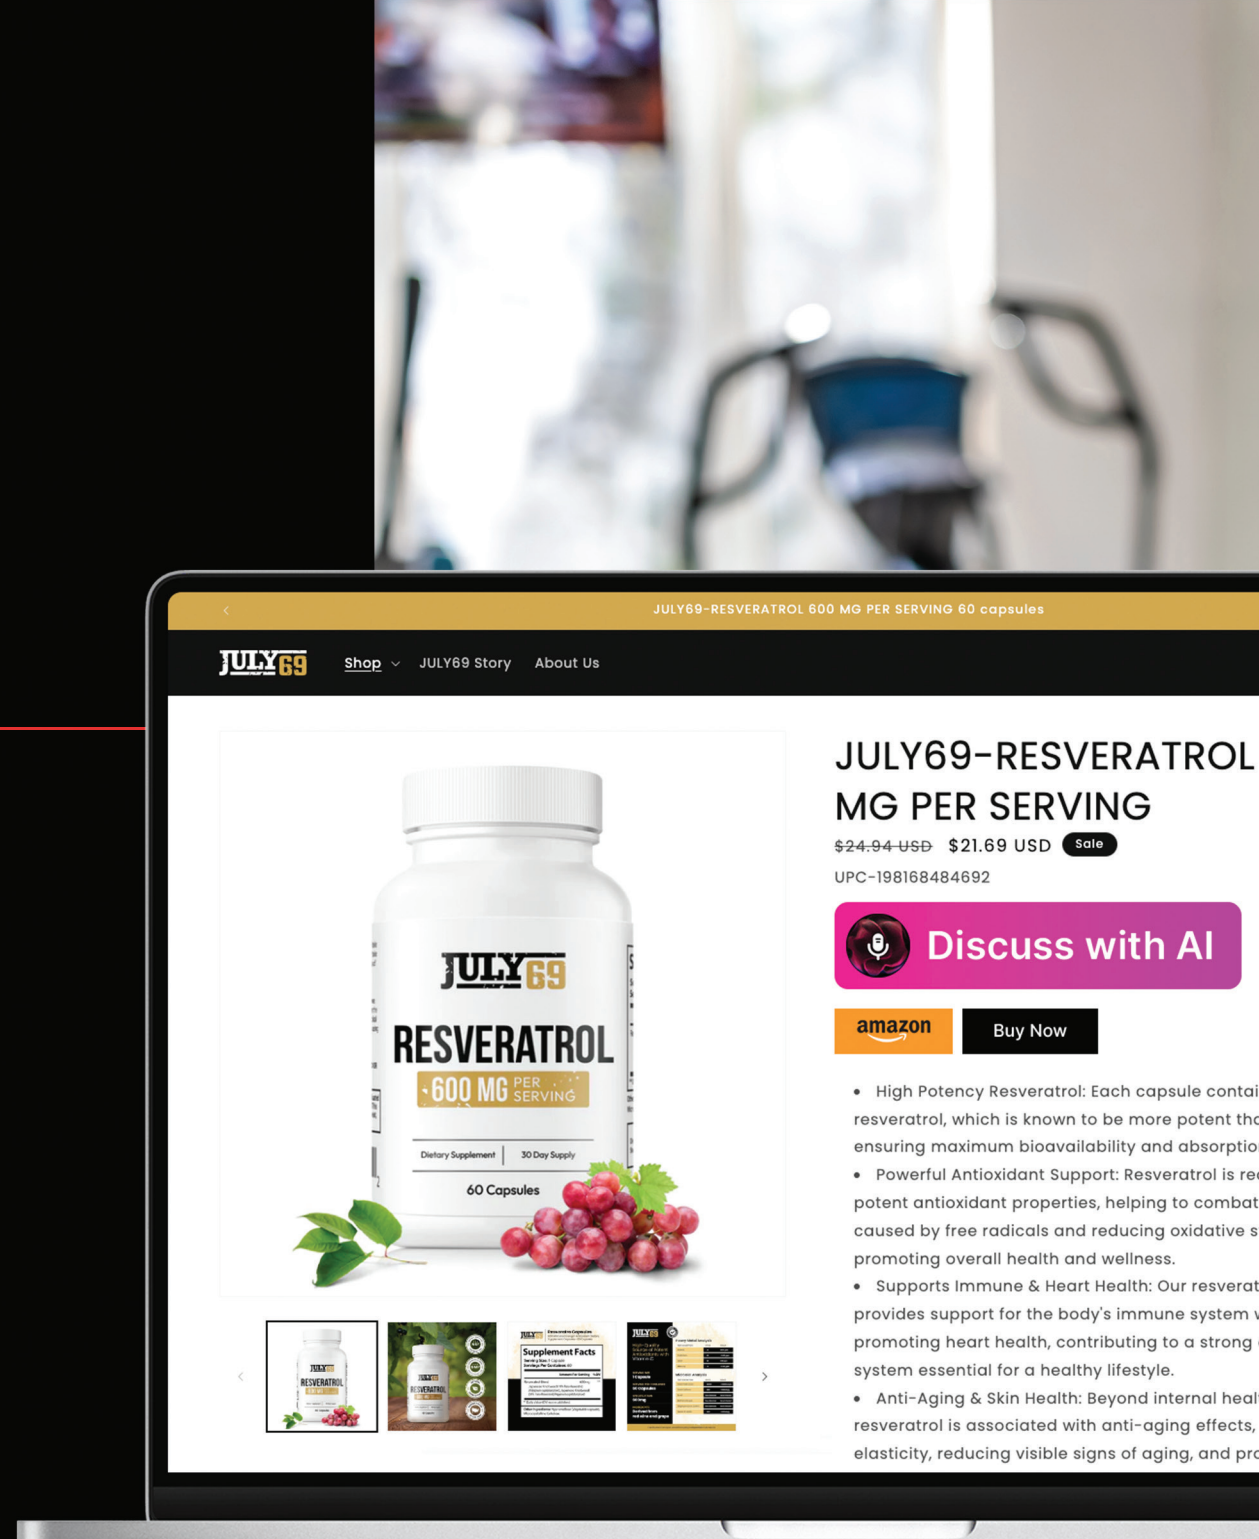 JULY69-RESVERATROL 600 MG PER SERVING 60 capsules
JULY69
Shop
JULY69 Story
About Us
JULY69-RESVERATROL
MG PER SERVING
$24.94 USD $21.69 USD Sale
UPC-198168484692
Discuss with AI
amazon
Buy Now
JULY69
RESVERATROL
600 MG PER SERVING
Dietary Supplement
30 Day Supply
60 Capsules
• High Potency Resveratrol: Each capsule contai
resveratrol, which is known to be more potent tha
ensuring maximum bioavailability and absorptio
• Powerful Antioxidant Support: Resveratrol is re
potent antioxidant properties, helping to combat
caused by free radicals and reducing oxidative s
promoting overall health and wellness.
• Supports Immune & Heart Health: Our resverat
provides support for the body's immune system
promoting heart health, contributing to a strong
system essential for a healthy lifestyle.
• Anti-Aging & Skin Health: Beyond internal heal
resveratrol is associated with anti-aging effects,
elasticity, reducing visible signs of aging, and pro
JULY69
RESVERATROL
RESVERATROL
JULY69
Resveratrol Capsules
Supplement Facts
JULY69